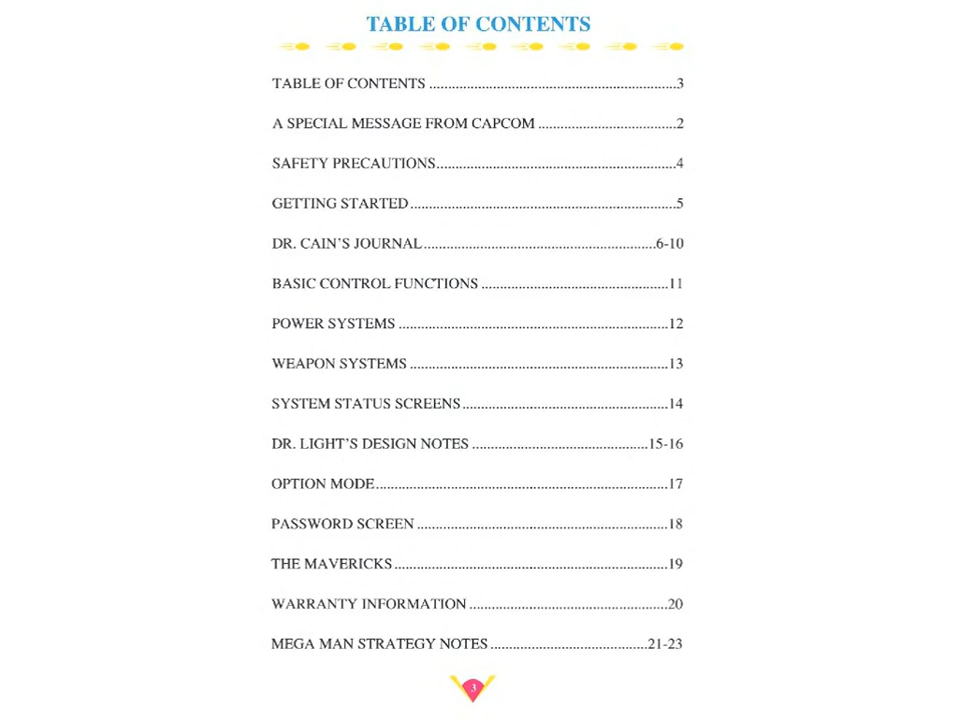 TABLE OF CONTENTS
TABLE OF CONTENTS ..................................................................3
A SPECIAL MESSAGE FROM CAPCOM .....................................2
SAFETY PRECAUTIONS................................................................4
GETTING STARTED.......................................................................5
DR. CAIN'S JOURNAL..............................................................6-10
BASIC CONTROL FUNCTIONS ..................................................11
POWER SYSTEMS ........................................................................12
WEAPON SYSTEMS .....................................................................13
SYSTEM STATUS SCREENS.......................................................14
DR. LIGHT'S DESIGN NOTES ...............................................15-16
OPTION MODE..............................................................................17
PASSWORD SCREEN ...................................................................18
THE MAVERICKS.........................................................................19
WARRANTY INFORMATION .....................................................20
MEGA MAN STRATEGY NOTES ..........................................21-23
3